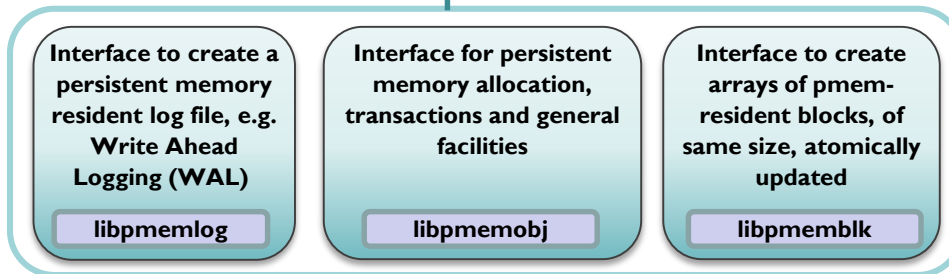 Interface to create a
persistent memory
resident log file, e.g.
Write Ahead
Logging (WAL)
libpmemlog
Interface for persistent
memory allocation,
transactions and general
facilities
libpmemobj
Interface to create
arrays of pmem-
resident blocks, of
same size, atomically
updated
libpmemblk